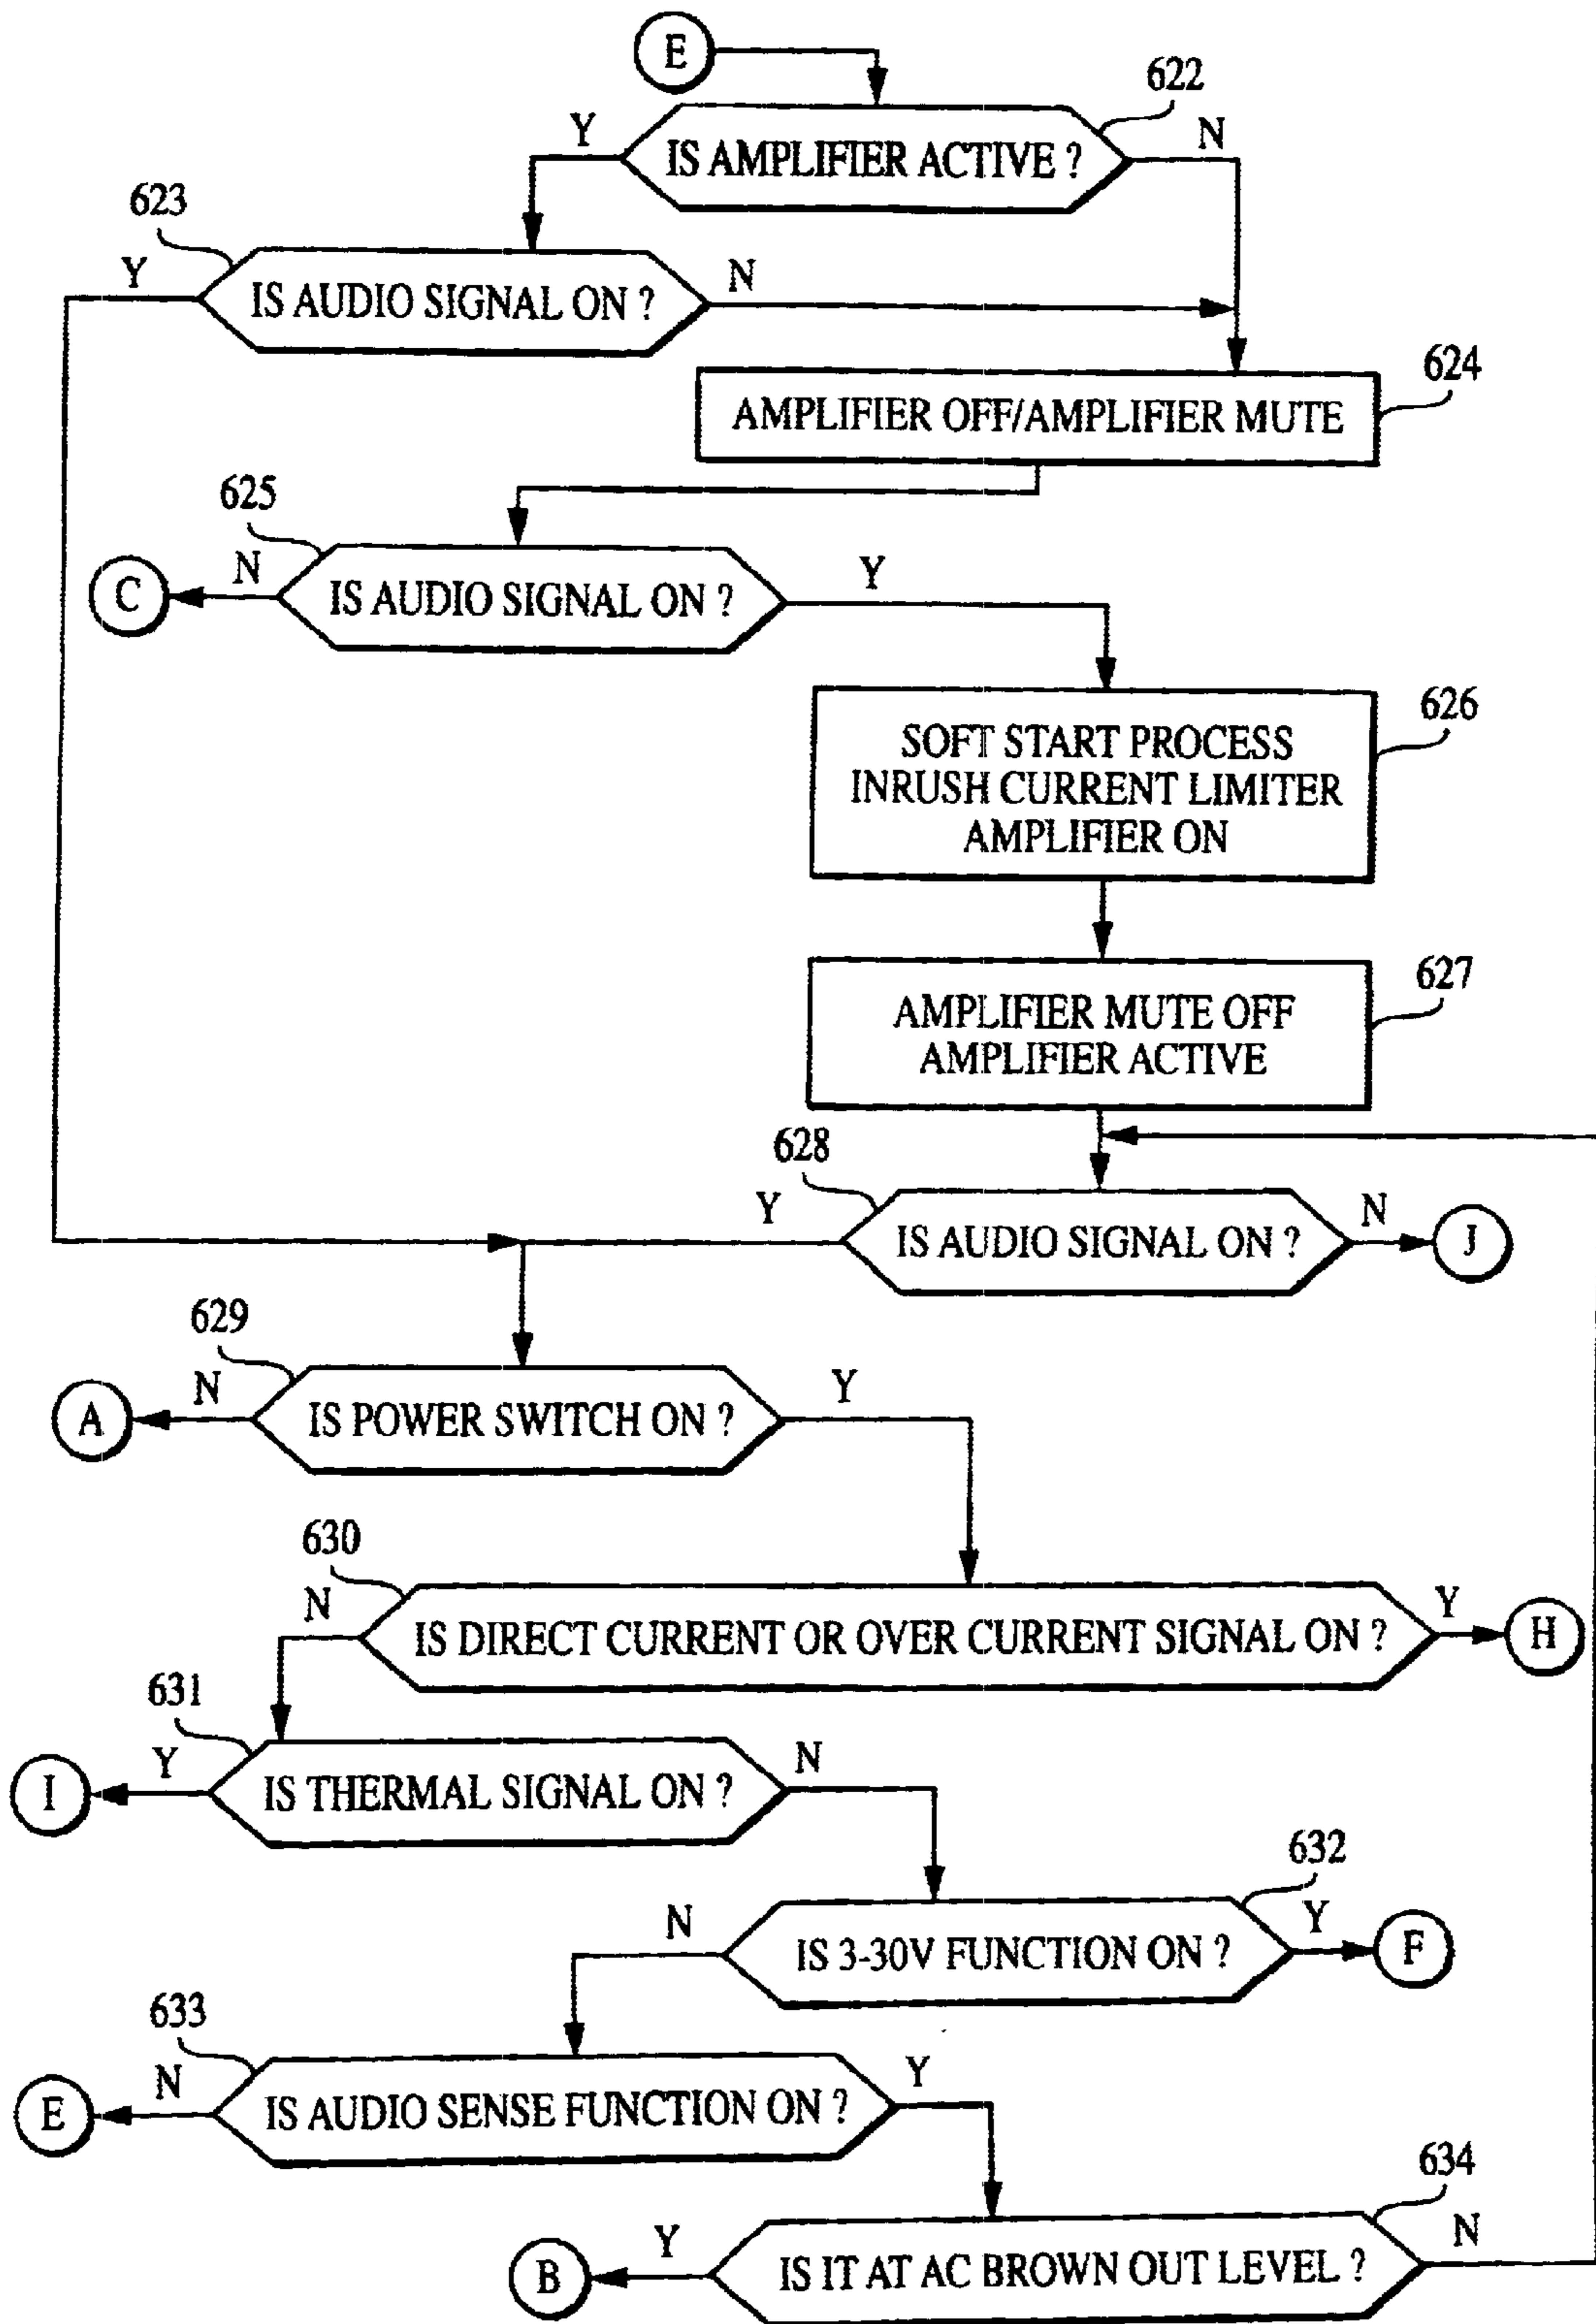 E
622
Y
IS AMPLIFIER ACTIVE ?
N
623
Y
IS AUDIO SIGNAL ON ?
N
624
AMPLIFIER OFF/AMPLIFIER MUTE
625
C
N
IS AUDIO SIGNAL ON ?
Y
626
SOFT START PROCESS
INRUSH CURRENT LIMITER
AMPLIFIER ON
627
AMPLIFIER MUTE OFF
AMPLIFIER ACTIVE
628
Y
IS AUDIO SIGNAL ON ?
N
J
629
A
N
IS POWER SWITCH ON ?
Y
630
N
IS DIRECT CURRENT OR OVER CURRENT SIGNAL ON ?
Y
H
631
I
Y
IS THERMAL SIGNAL ON ?
N
632
N
IS 3-30V FUNCTION ON ?
Y
F
633
E
N
IS AUDIO SENSE FUNCTION ON ?
Y
634
B
Y
IS IT AT AC BROWN OUT LEVEL ?
N